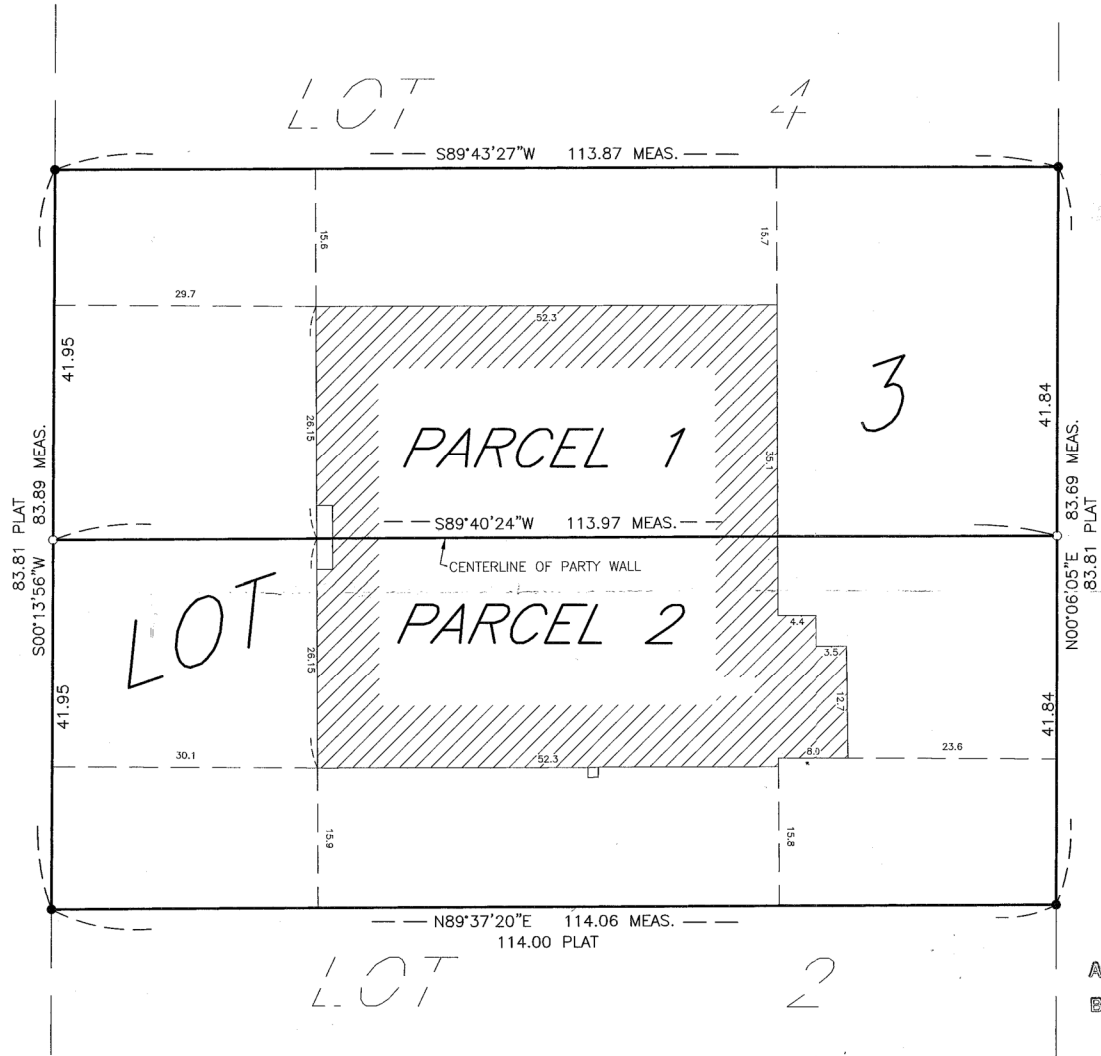 LOT 4
S89°43'27"W 113.87 MEAS.
15.6
15.7
29.7
52.3
41.95
83.81 PLAT
83.89 MEAS.
S00°13'56"W
26.15
PARCEL 1
35.1
3
41.84
83.69 MEAS.
83.81 PLAT
N00°06'05"E
S89°40'24"W 113.97 MEAS.
CENTERLINE OF PARTY WALL
LOT
PARCEL 2
26.15
4.4
3.5
12.7
41.95
41.84
30.1
52.3
8.0
*
23.6
15.9
15.8
N89°37'20"E 114.06 MEAS.
114.00 PLAT
LOT 2
A
B